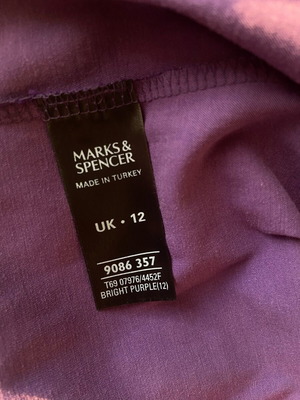 MARKS &
SPENCER
MADE IN TURKEY
UK • 12
9086 357
T69 07976/4452F
BRIGHT PURPLE(12)